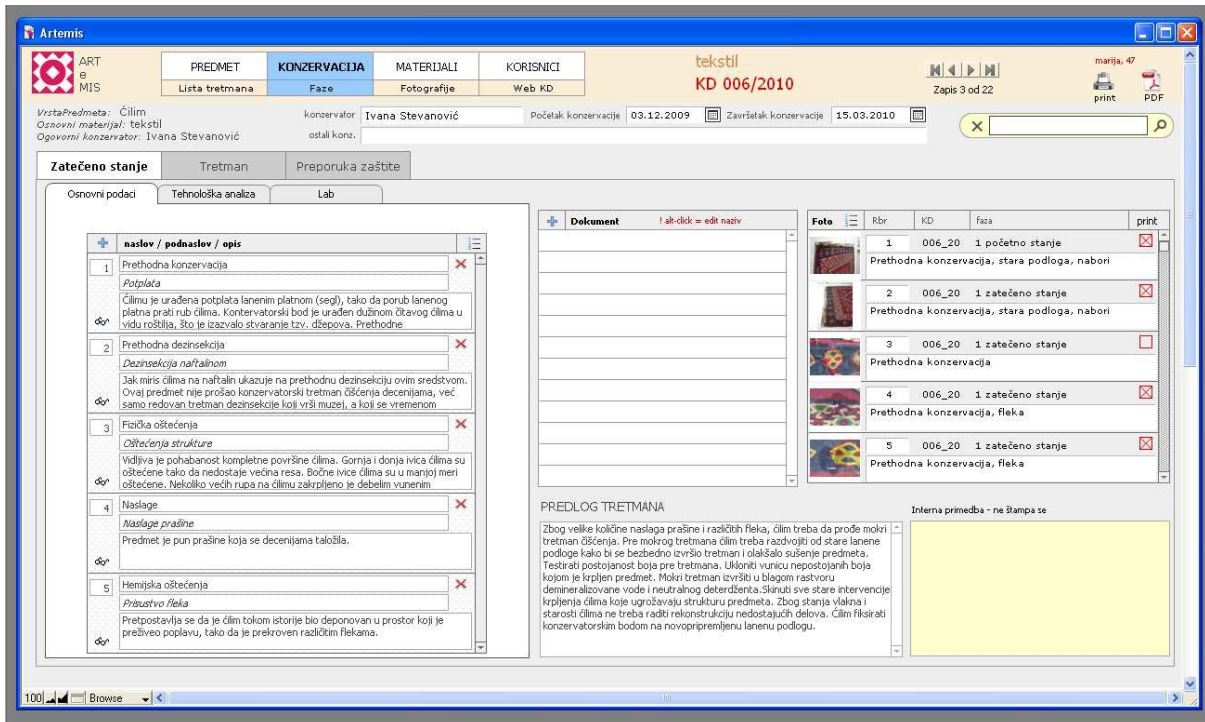 Artemis
ART
e
MIS
PREDMET
KONZERVACIJA
MATERIJALI
KORISNICI
Lista tretmana
Faze
Fotografije
Web KD
tekstil
KD 006/2010
Zapis 3 od 22
marija, 47
print
PDF
VrstaPredmeta: Ćilim
Osnovni materijal: tekstil
Ogovorni konzervator: Ivana Stevanović
konzervator Ivana Stevanović
ostali konz.
Početak konzervacije 03.12.2009
Završetak konzervacije 15.03.2010
Zatečeno stanje
Tretman
Preporuka zaštite
Osnovni podaci
Tehnološka analiza
Lab
naslov / podnaslov / opis
1 Prethodna konzervacija
Potplata
Ćilimu je urađena potplata lanenim platnom (segl), tako da porub lanenog
platna prati rub ćilima. Kontervatorski bod je urađen dužinom čitavog ćilima u
vidu roštilja, što je izazvalo stvaranje tzv. džepova. Prethodne
2 Prethodna dezinsekcija
Dezinsekcija naftalinom
Jak miris ćilima na naftalin ukazuje na prethodnu dezinsekciju ovim sredstvom.
Ovaj predmet nije prošao konzervatorski tretman čišćenja decenijama, već
samo redovan tretman dezinsekcije koji vrši muzej, a koji se vremenom
3 Fizička oštećenja
Oštećenja strukture
Vidljiva je pohabanost kompletne površine ćilima. Gornja i donja ivica ćilima su
oštećene tako da nedostaje većina resa. Bočne ivice ćilima su u manjoj meri
oštećene. Nekoliko većih rupa na ćilimu zakrpljeno je debelim vunenim
4 Naslage
Naslage prašine
Predmet je pun prašine koja se decenijama taložila.
5 Hemijska oštećenja
Prisustvo fleka
Pretpostavlja se da je ćilim tokom istorije bio deponovan u prostor koji je
preživeo poplavu, tako da je prekroven različitim flekama.
Dokument
! alt-click = edit naziv
Foto
Rbr
KD
faza
print
1 006_20 1 početno stanje
Prethodna konzervacija, stara podloga, nabori
2 006_20 1 zatečeno stanje
Prethodna konzervacija, stara podloga, nabori
3 006_20 1 zatečeno stanje
Prethodna konzervacija
4 006_20 1 zatečeno stanje
Prethodna konzervacija, fleka
5 006_20 1 zatečeno stanje
Prethodna konzervacija, fleka
PREDLOG TRETMANA
Zbog velike količine naslaga prašine i različitih fleka, ćilim treba da prođe mokri
tretman čišćenja. Pre mokrog tretmana ćilim treba razdvojiti od stare lanene
podloge kako bi se bezbedno izvršio tretman i olakšalo sušenje predmeta.
Testirati postojanost boja pre tretmana. Ukloniti vunicu nepostojanih boja
kojom je krpljen predmet. Mokri tretman izvršiti u blagom rastvoru
demineralizovane vode i neutralnog deterdženta.Skinuti sve stare intervencije
krpljenja ćilima koje ugrožavaju strukturu predmeta. Zbog stanja vlakna i
starosti ćilima ne treba raditi rekonstrukciju nedostajućih delova. Ćilim fiksirati
konzervatorskim bodom na novopripremljenu lanenu podlogu.
Interna primedba - ne štampa se
100
Browse